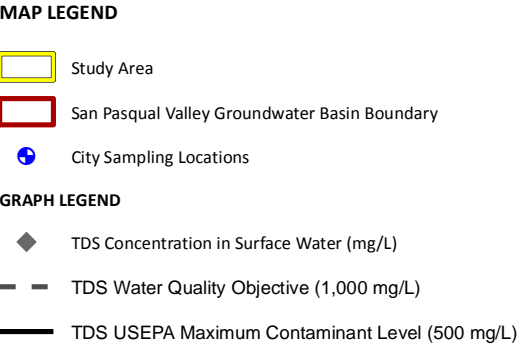 MAP LEGEND
Study Area
San Pasqual Valley Groundwater Basin Boundary
City Sampling Locations
GRAPH LEGEND
TDS Concentration in Surface Water (mg/L)
TDS Water Quality Objective (1,000 mg/L)
TDS USEPA Maximum Contaminant Level (500 mg/L)